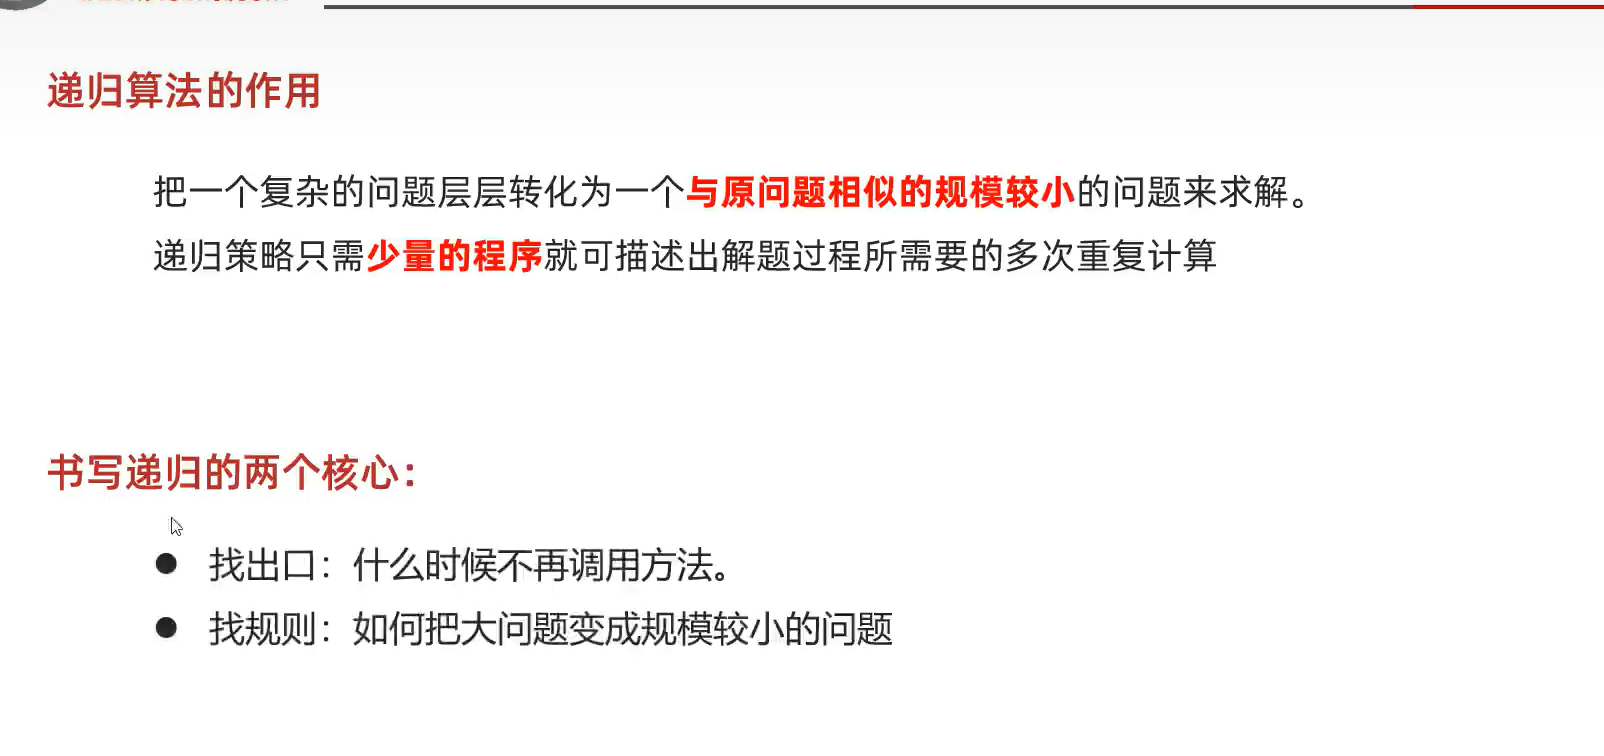 递归算法的作用
把一个复杂的问题层层转化为一个与原问题相似的规模较小的问题来求解。
递归策略只需少量的程序就可描述出解题过程所需要的多次重复计算
书写递归的两个核心：
● 找出口：什么时候不再调用方法。
● 找规则：如何把大问题变成规模较小的问题